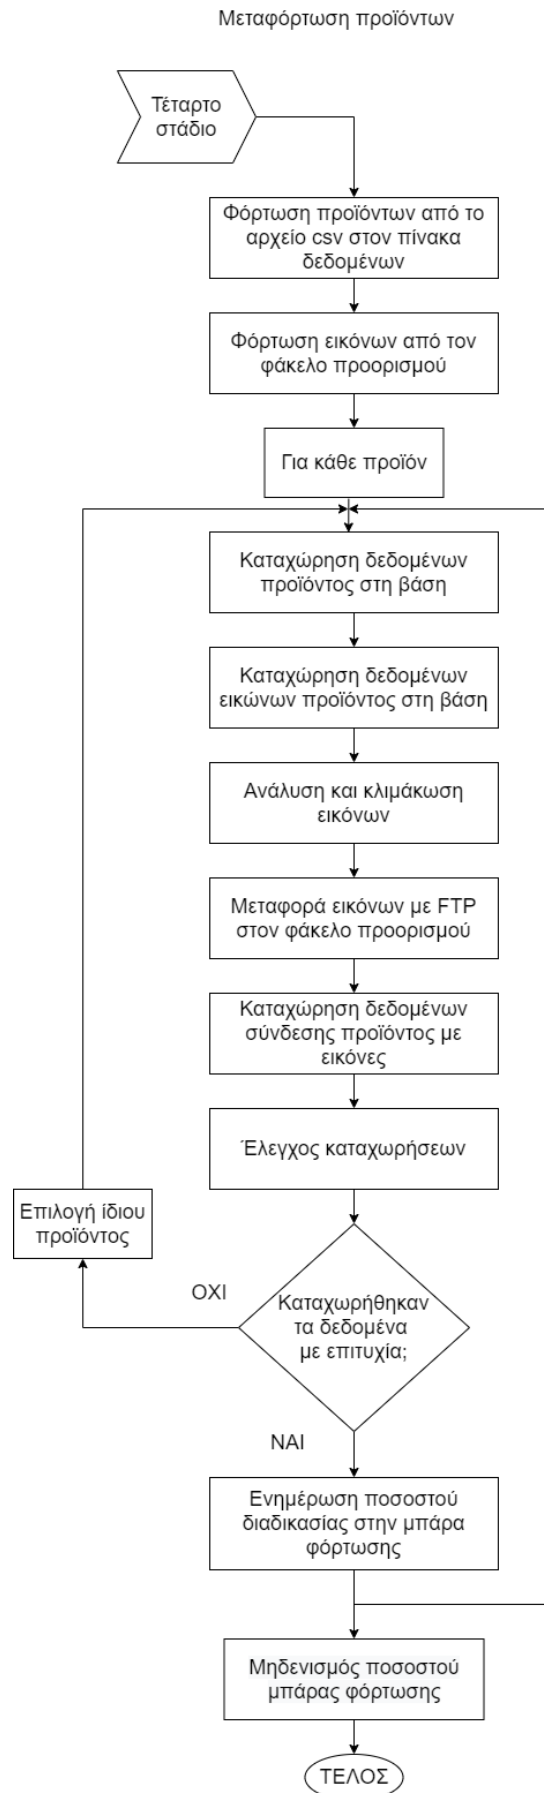 Μεταφόρτωση προϊόντων
Τέταρτο
στάδιο
Φόρτωση προϊόντων από το
αρχείο csv στον πίνακα
δεδομένων
Φόρτωση εικόνων από τον
φάκελο προορισμού
Για κάθε προϊόν
Καταχώρηση δεδομένων
προϊόντος στη βάση
Καταχώρηση δεδομένων
εικώνων προϊόντος στη βάση
Ανάλυση και κλιμάκωση
εικόνων
Μεταφορά εικόνων με FTP
στον φάκελο προορισμού
Καταχώρηση δεδομένων
σύνδεσης προϊόντος με
εικόνες
Έλεγχος καταχωρήσεων
Επιλογή ίδιου
προϊόντος
ΟΧΙ
Καταχωρήθηκαν
τα δεδομένα
με επιτυχία;
ΝΑΙ
Ενημέρωση ποσοστού
διαδικασίας στην μπάρα
φόρτωσης
Μηδενισμός ποσοστού
μπάρας φόρτωσης
ΤΕΛΟΣ